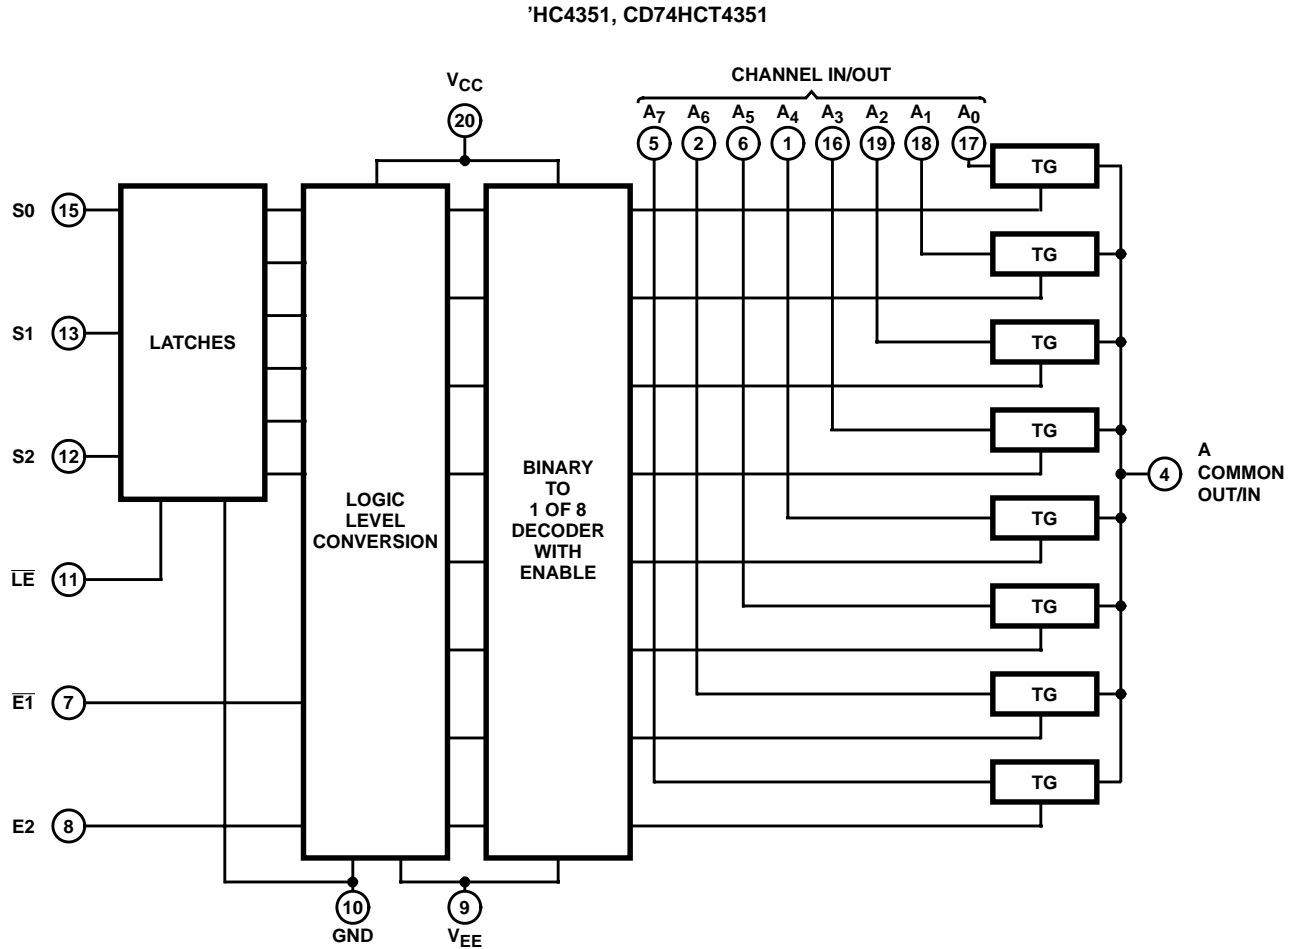 ’HC4351, CD74HCT4351
CHANNEL IN/OUT
VCC
A7 A6 A5 A4 A3 A2 A1 A0
20
5 2 6 1 16 19 18 17
TG
S0 15
TG
S1 13
LATCHES
TG
TG
S2 12
A
4 COMMON
OUT/IN
BINARY
TO
1 OF 8
DECODER
WITH
ENABLE
LOGIC
LEVEL
CONVERSION
TG
LE 11
TG
E1 7
TG
TG
E2 8
10
GND
9
VEE